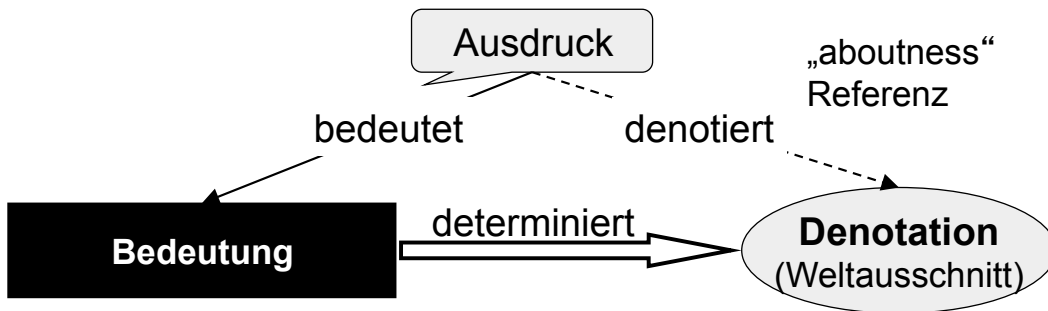 Ausdruck
„aboutness“
Referenz
bedeutet
denotiert
determiniert
Bedeutung
Denotation
(Weltausschnitt)